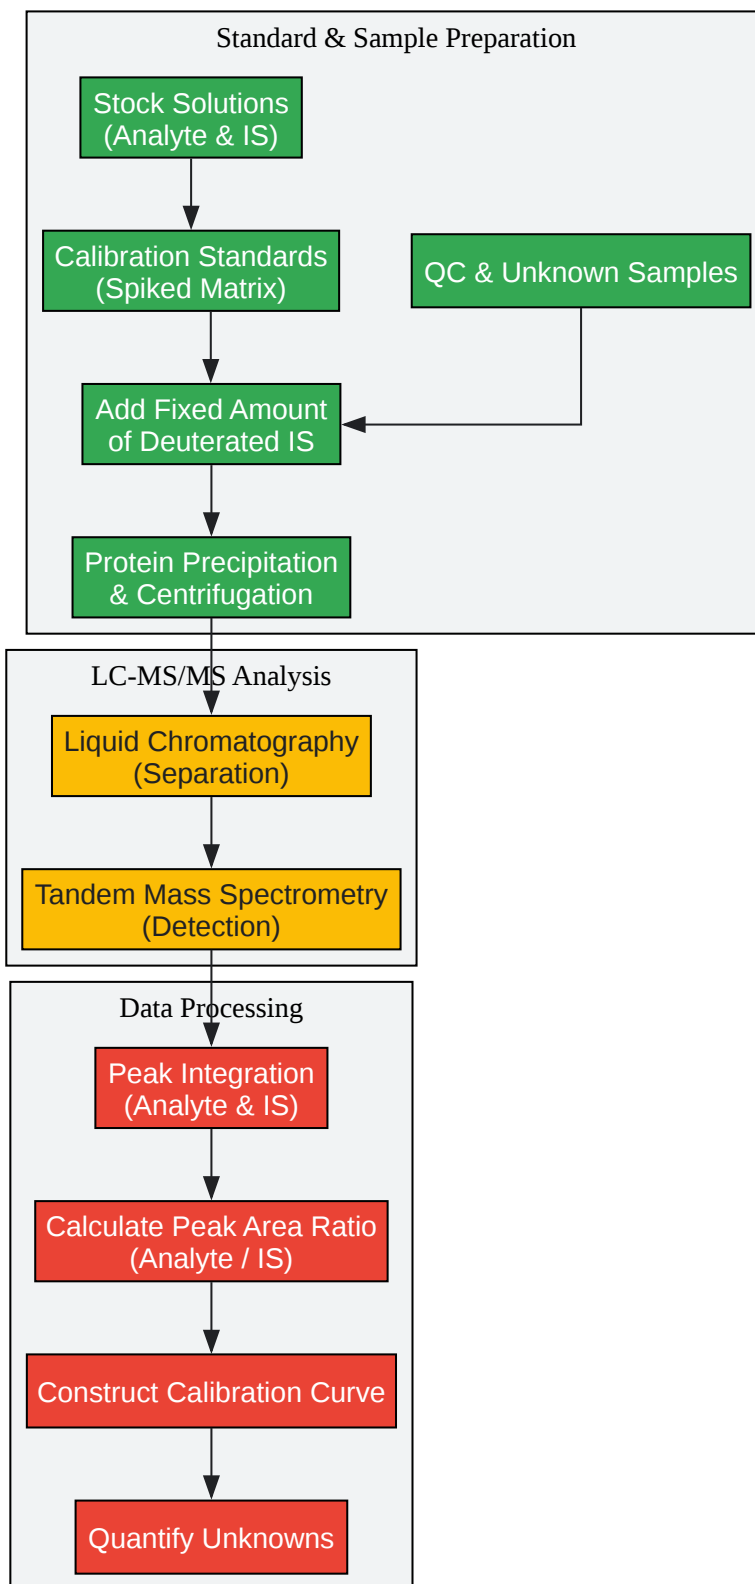 Standard & Sample Preparation
Stock Solutions
(Analyte & IS)
Calibration Standards
(Spiked Matrix)
QC & Unknown Samples
Add Fixed Amount
of Deuterated IS
Protein Precipitation
& Centrifugation
LC-MS/MS Analysis
Liquid Chromatography
(Separation)
Tandem Mass Spectrometry
(Detection)
Data Processing
Peak Integration
(Analyte & IS)
Calculate Peak Area Ratio
(Analyte / IS)
Construct Calibration Curve
Quantify Unknowns